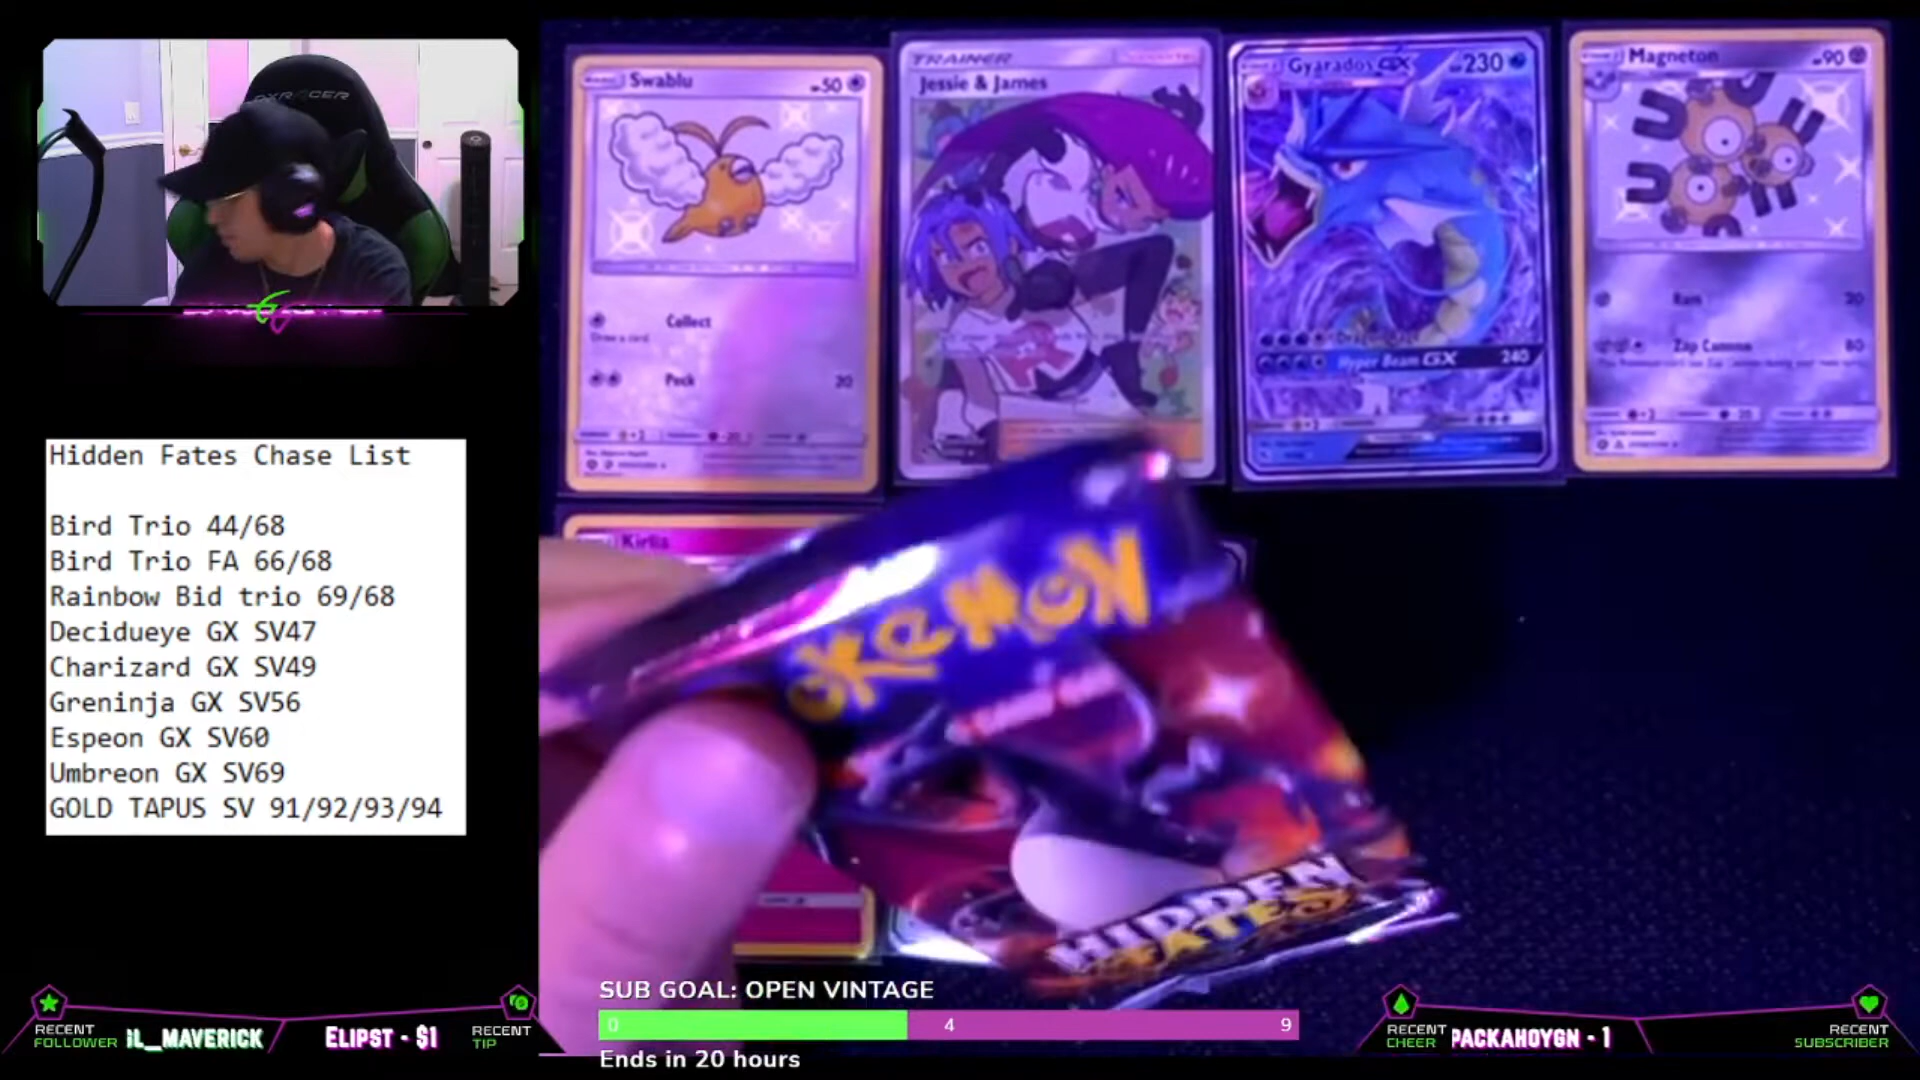 DXRACER
Hidden Fates Chase List
Bird Trio 44/68
Bird Trio FA 66/68
Rainbow Bid trio 69/68
Decidueye GX SV47
Charizard GX SV49
Greninja GX SV56
Espeon GX SV60
Umbreon GX SV69
GOLD TAPUS SV 91/92/93/94
Swablu 50
Collect
Draw a card
Peck 20
TRAINER
Jessie & James
Gyarados GX 230
Hyper Beam GX 240
Magneton 90
Ram 20
Zap Cannon 80
Kirlia
POKéMON
HIDDEN
FATES
SUB GOAL: OPEN VINTAGE
0 4 9
Ends in 20 hours
RECENT
FOLLOWER
iL_MAVERICK
ELIPST - $1
RECENT
TIP
RECENT
CHEER
PACKAHOYGN - 1
RECENT
SUBSCRIBER